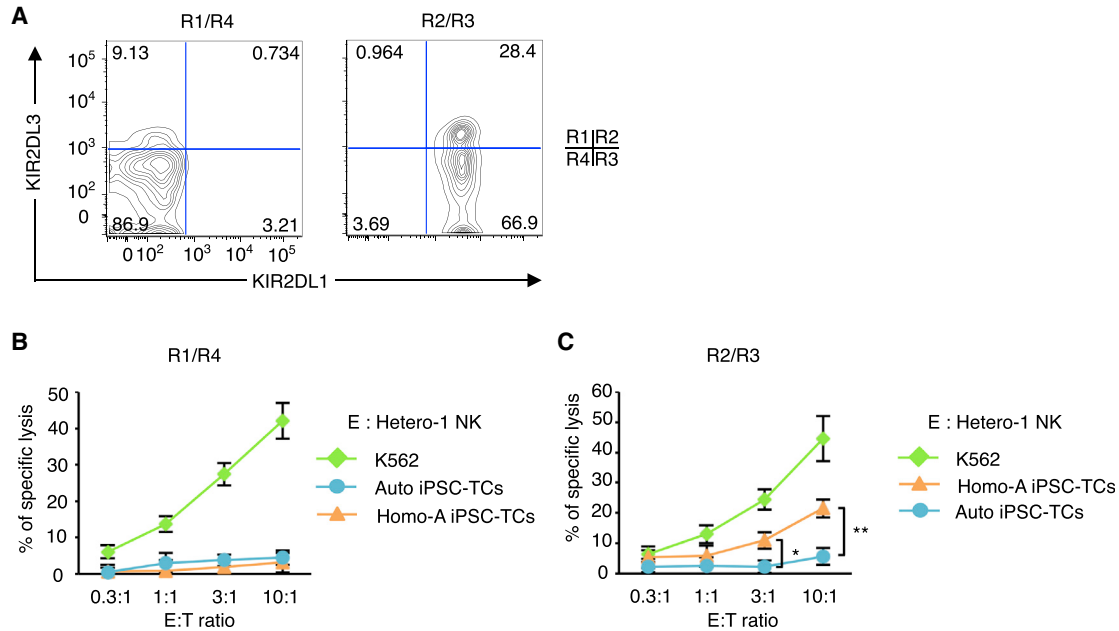 A
R1/R4
R2/R3
9.13
0.734
86.9
3.21
0.964
28.4
3.69
66.9
10^5
10^4
10^3
10^2
0
KIR2DL3
0 10^2 10^3 10^4 10^5
KIR2DL1
R1 R2
R4 R3
B
R1/R4
% of specific lysis
50
40
30
20
10
0
0.3:1 1:1 3:1 10:1
E:T ratio
E : Hetero-1 NK
K562
Auto iPSC-TCs
Homo-A iPSC-TCs
C
R2/R3
% of specific lysis
60
50
40
30
20
10
0
0.3:1 1:1 3:1 10:1
E:T ratio
*
**
E : Hetero-1 NK
K562
Homo-A iPSC-TCs
Auto iPSC-TCs